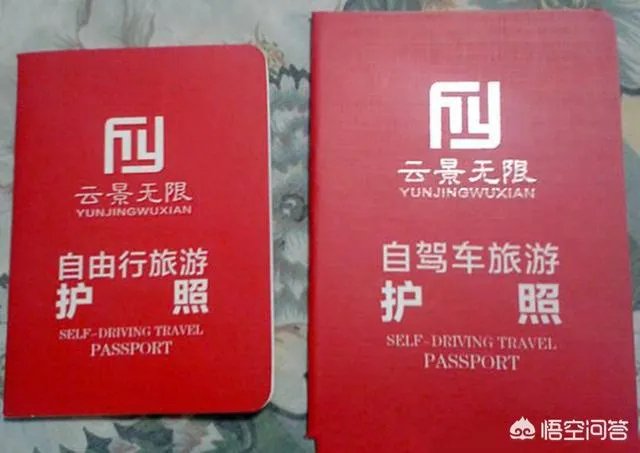 云景无限
YUNJINGWUXIAN
自由行旅游
护 照
SELF-DRIVING TRAVEL
PASSPORT
云景无限
YUNJINGWUXIAN
自驾车旅游
护 照
SELF-DRIVING TRAVEL
PASSPORT
悟空问答